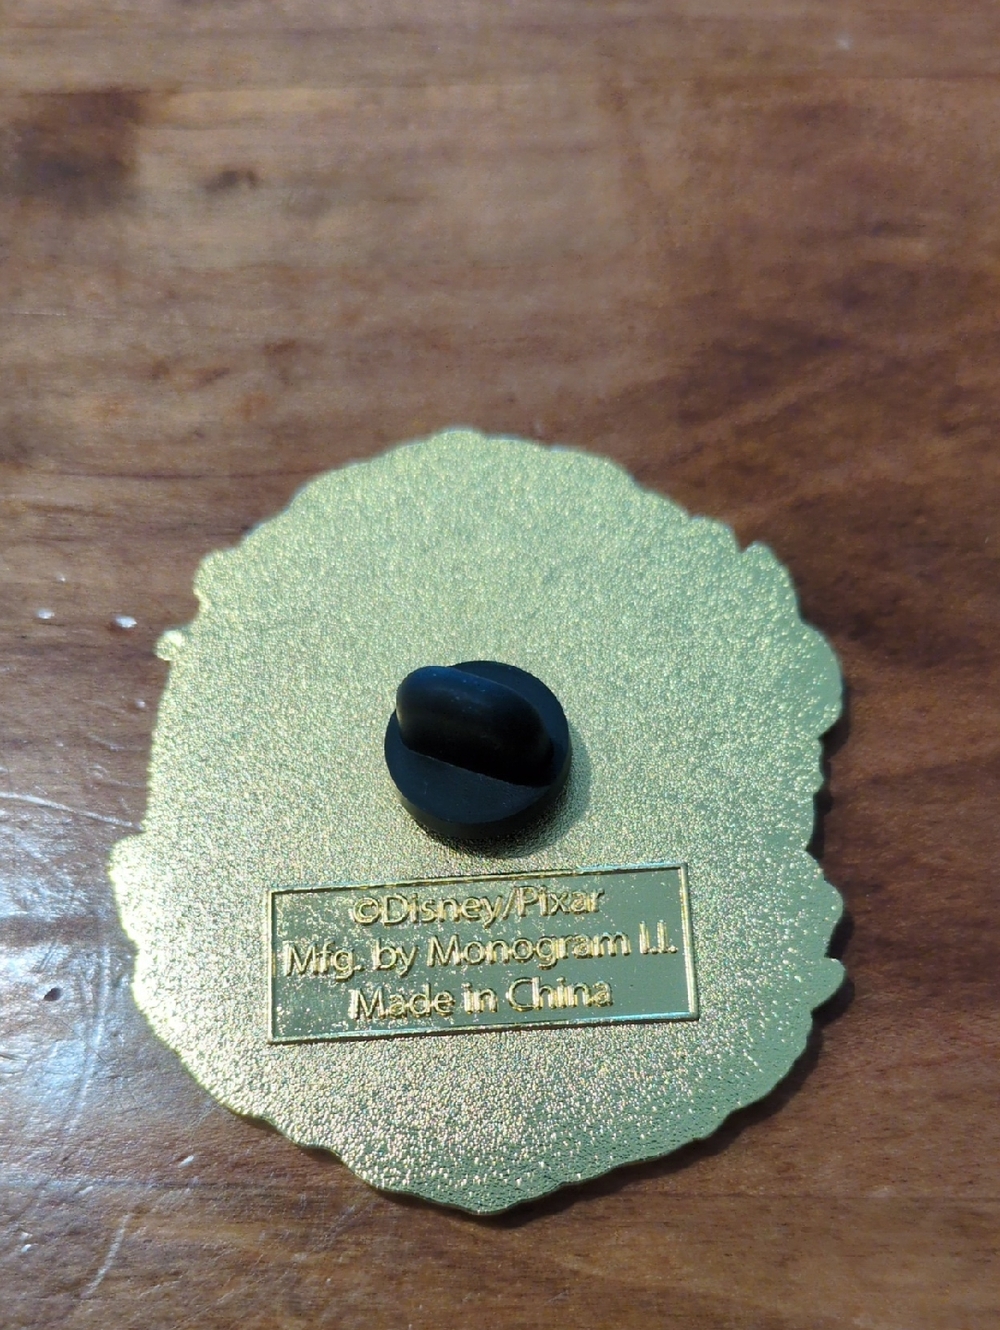 ©Disney/Pixar
Mfg. by Monogram I.I.
Made in China